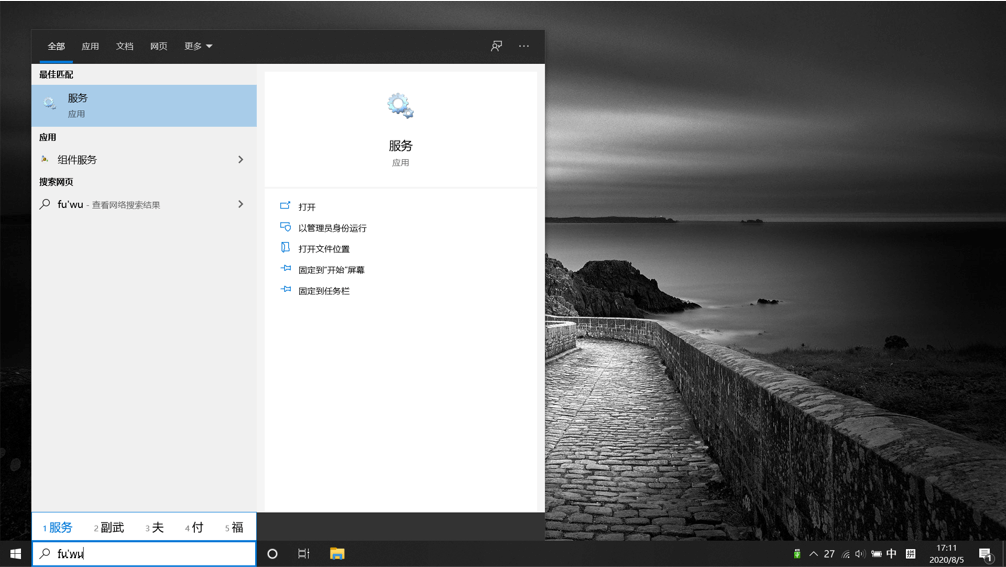 全部 应用 文档 网页 更多
最佳匹配
服务
应用
应用
组件服务
搜索网页
fu'wu - 查看网络搜索结果
服务
应用
打开
以管理员身份运行
打开文件位置
固定到"开始"屏幕
固定到任务栏
1 服务 2 副武 3 夫 4 付 5 福
fu'wu
27 中 拼
17:11
2020/8/5
1